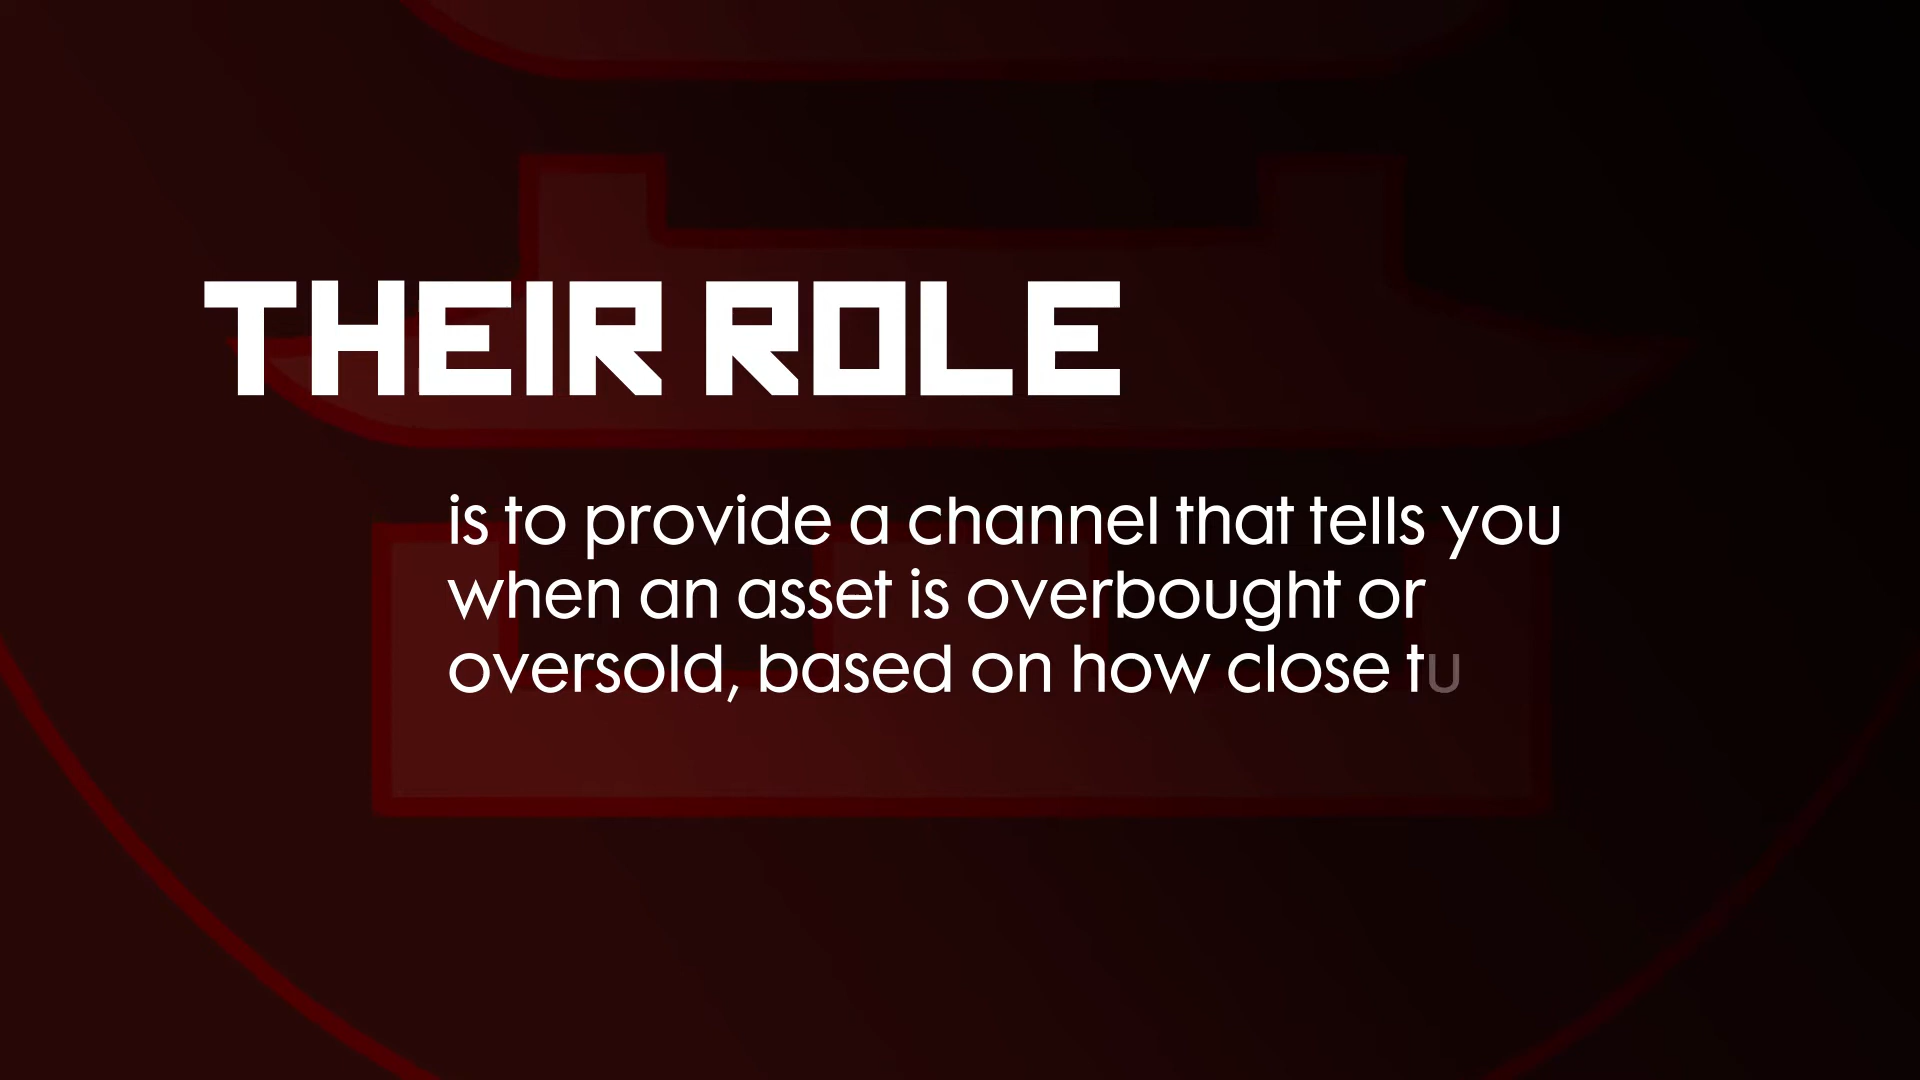 THEIR ROLE
is to provide a channel that tells you
when an asset is overbought or
oversold, based on how close tu